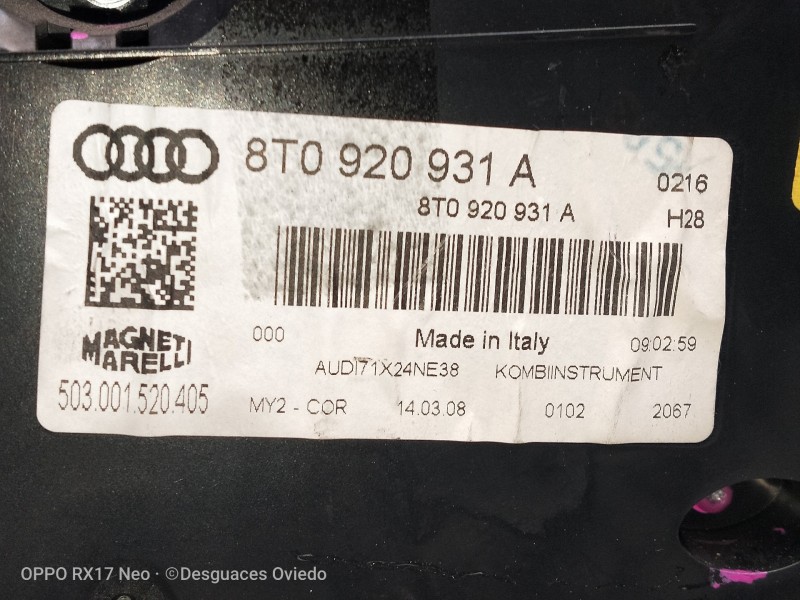 8T0 920 931 A
0216
8T0 920 931 A
H28
000
Made in Italy
09:02:59
MAGNETI
MARELLI
AUDI71X24NE38
KOMBIINSTRUMENT
503.001.520.405
MY2 - COR
14.03.08
0102
2067
OPPO RX17 Neo · ©Desguaces Oviedo